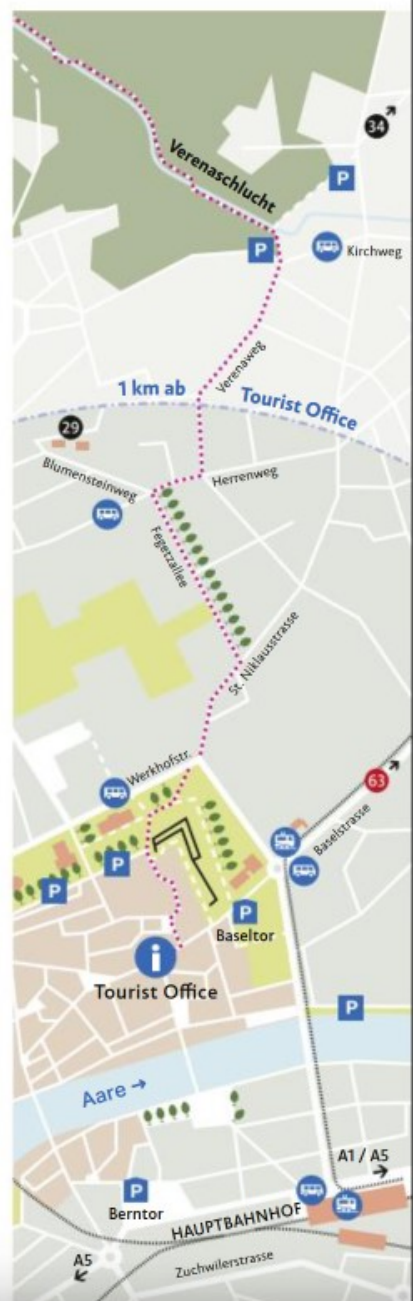 34
Verenaschlucht
P
P
Kirchweg
Verenaweg
1 km ab Tourist Office
29
Blumensteinweg
Herrenweg
Fegetzallee
St. Niklausstrasse
Werkhofstr.
63
Baselstrasse
P
P
P
Baseltor
i
Tourist Office
P
Aare →
A1 / A5
P
Berntor
HAUPTBAHNHOF
A5
Zuchwilerstrasse